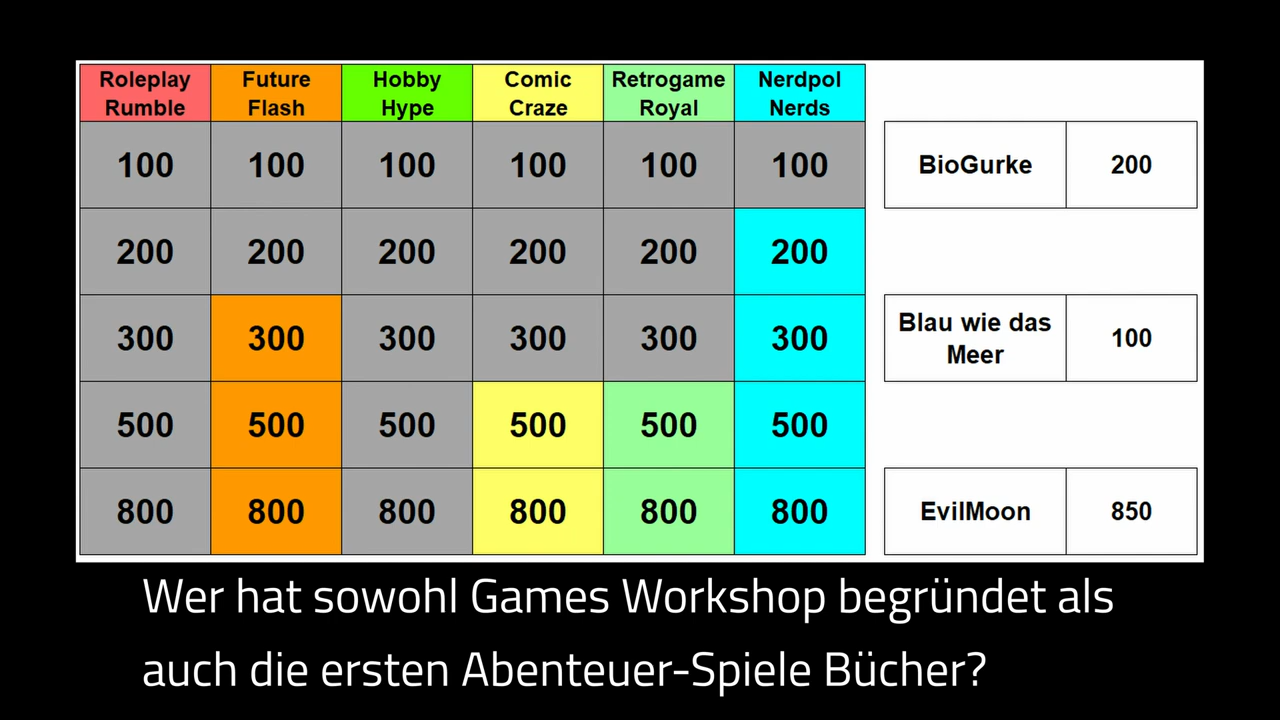 Roleplay Rumble Future Flash Hobby Hype Comic Craze Retrogame Royal Nerdpol Nerds
100 100 100 100 100 100 BioGurke 200
200 200 200 200 200 200
300 300 300 300 300 300 Blau wie das Meer 100
500 500 500 500 500 500
800 800 800 800 800 800 EvilMoon 850
Wer hat sowohl Games Workshop begründet als
auch die ersten Abenteuer-Spiele Bücher?